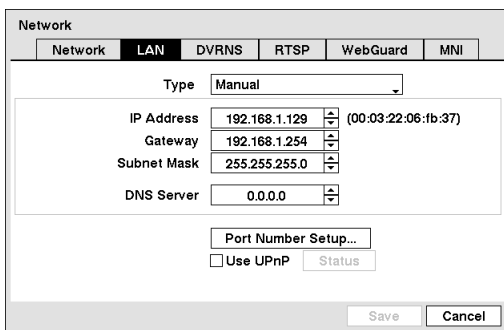 Network
Network LAN DVRNS RTSP WebGuard MNI
Type Manual
IP Address 192.168.1.129 (00:03:22:06:fb:37)
Gateway 192.168.1.254
Subnet Mask 255.255.255.0
DNS Server 0.0.0.0
Port Number Setup...
Use UPnP Status
Save Cancel